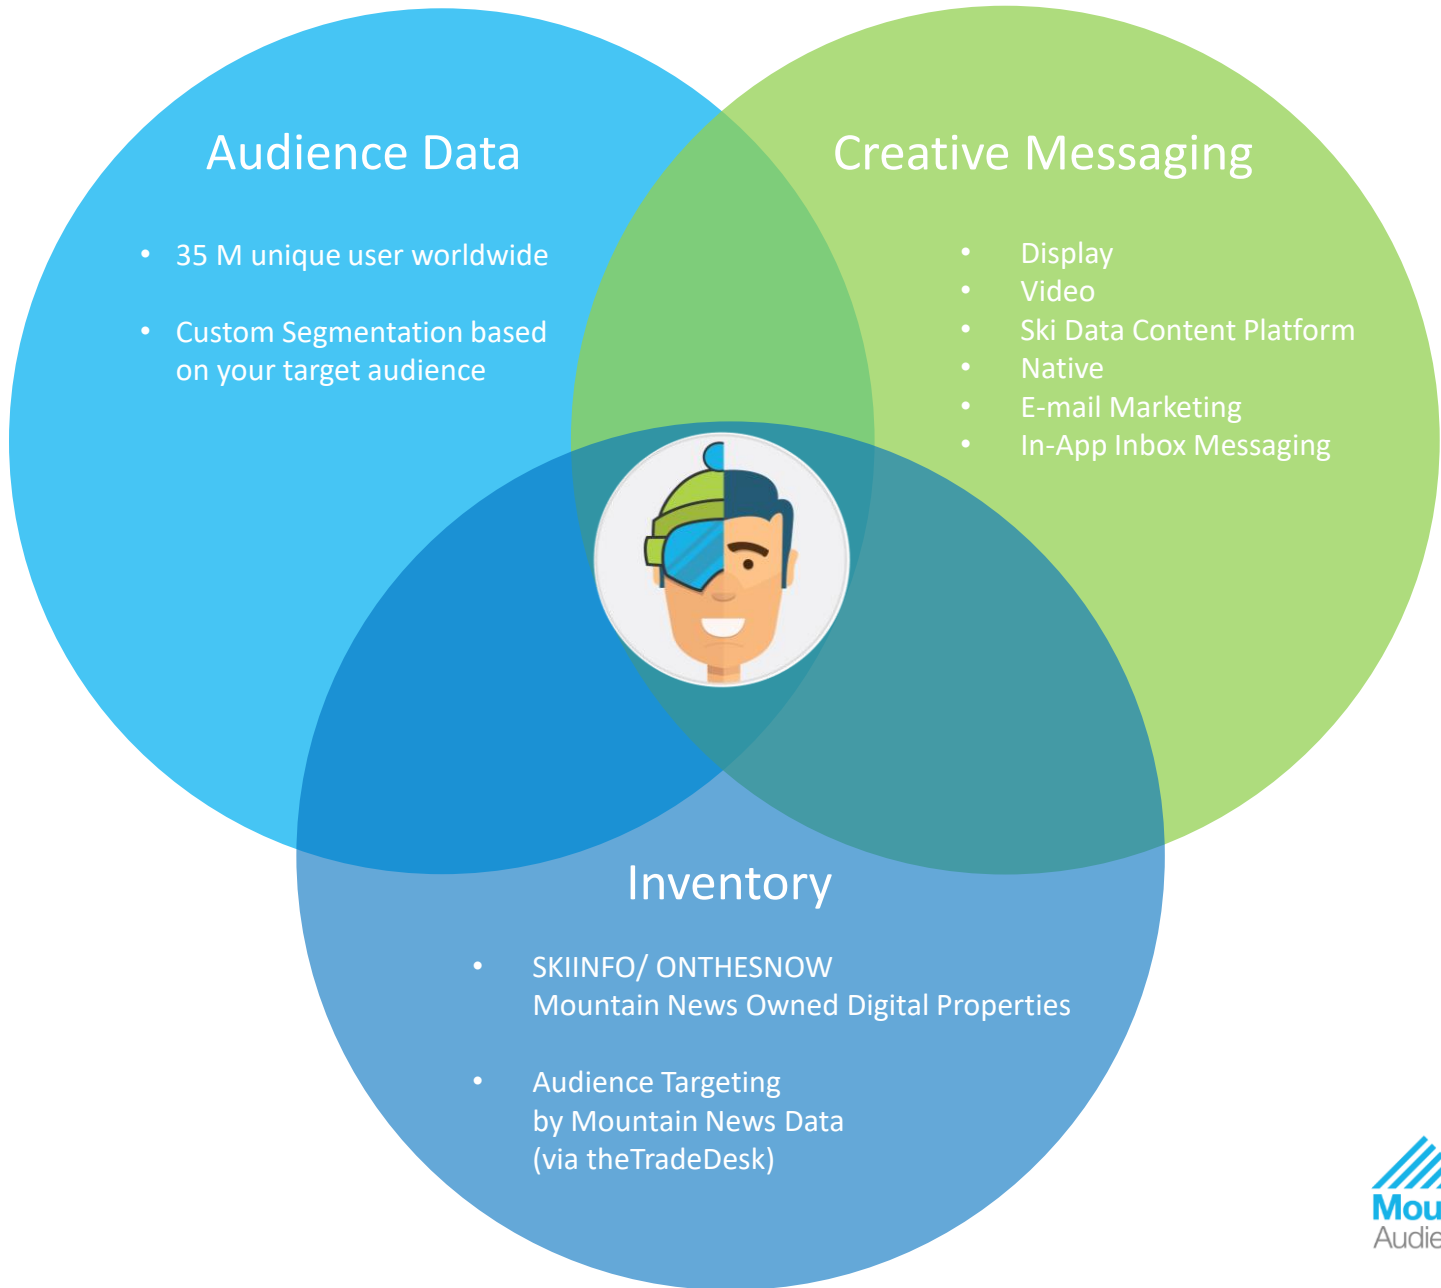 Audience Data
• 35 M unique user worldwide
• Custom Segmentation based
on your target audience
Creative Messaging
• Display
• Video
• Ski Data Content Platform
• Native
• E-mail Marketing
• In-App Inbox Messaging
Inventory
• SKIINFO/ ONTHESNOW
Mountain News Owned Digital Properties
• Audience Targeting
by Mountain News Data
(via theTradeDesk)